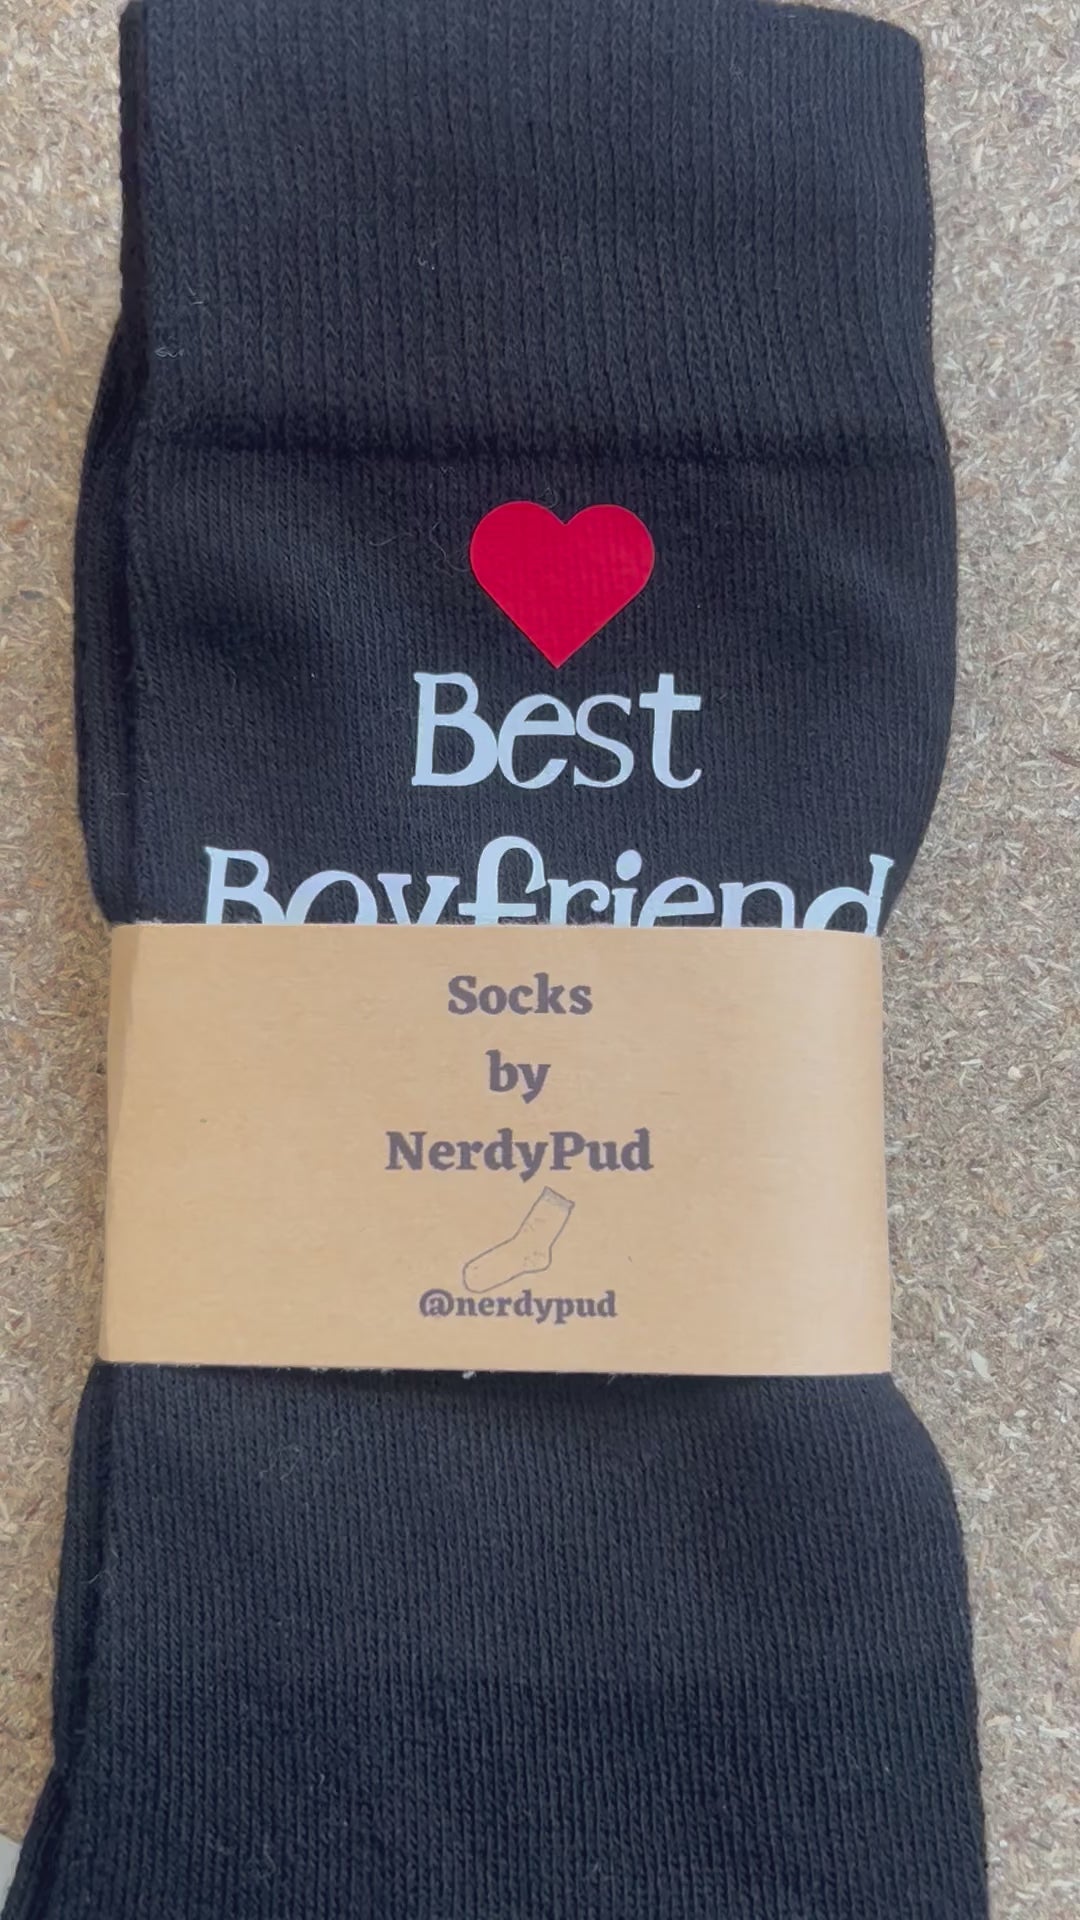 Best
Boyfriend
Socks
by
NerdyPud
@nerdypud